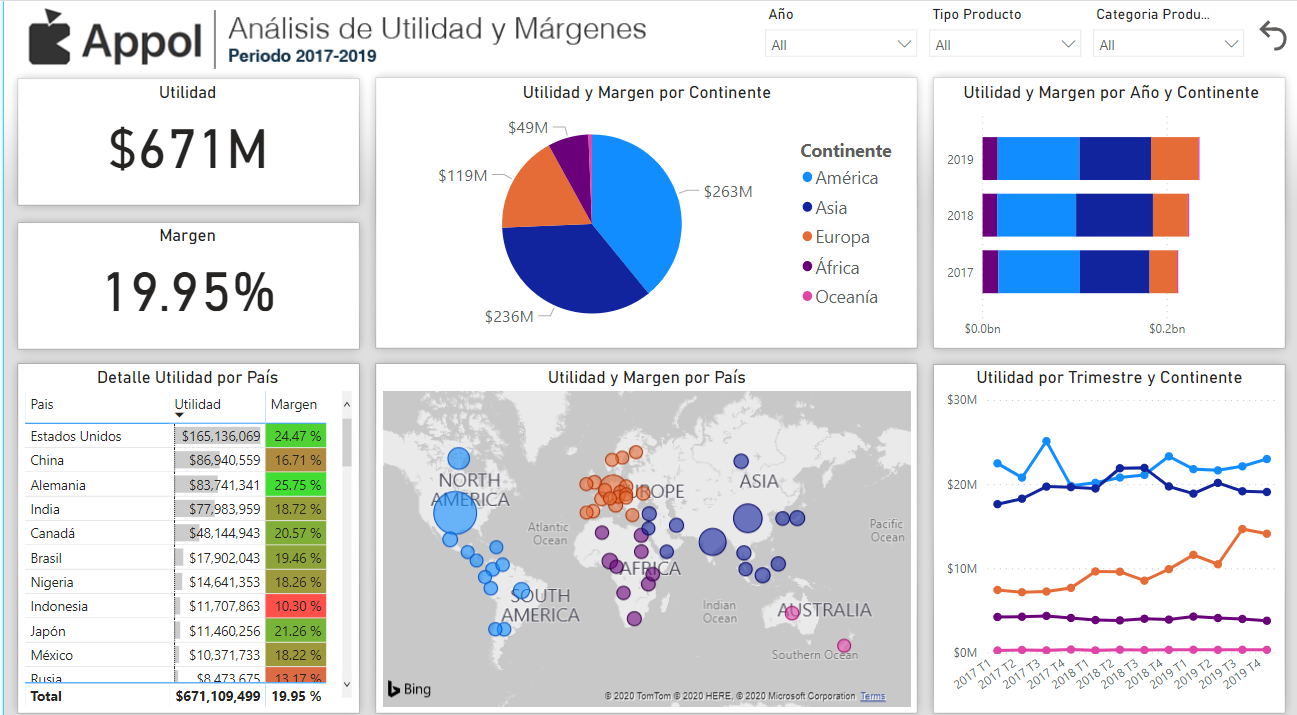 Appol
Análisis de Utilidad y Márgenes
Periodo 2017-2019
Año
All
Tipo Producto
All
Categoria Produ...
All
Utilidad
$671M
Margen
19.95%
Utilidad y Margen por Continente
$49M
$119M
$263M
$236M
Continente
América
Asia
Europa
África
Oceanía
Utilidad y Margen por Año y Continente
2019
2018
2017
$0.0bn
$0.2bn
Detalle Utilidad por País
Pais Utilidad Margen
Estados Unidos $165,136,069 24.47 %
China $86,940,559 16.71 %
Alemania $83,741,341 25.75 %
India $77,983,959 18.72 %
Canadá $48,144,943 20.57 %
Brasil $17,902,043 19.46 %
Nigeria $14,641,353 18.26 %
Indonesia $11,707,863 10.30 %
Japón $11,460,256 21.26 %
México $10,371,733 18.22 %
Rusia $8,473,675 13.17 %
Total $671,109,499 19.95 %
Utilidad y Margen por País
NORTH
AMERICA
OPE
ASIA
Atlantic
Ocean
Pacific
Ocean
AFRICA
SOUTH
AMERICA
Indian
Ocean
AUSTRALIA
Southern Ocean
Bing
© 2020 TomTom © 2020 HERE, © 2020 Microsoft Corporation Terms
Utilidad por Trimestre y Continente
$30M
$20M
$10M
$0M
2017 T1
2017 T2
2017 T3
2017 T4
2018 T1
2018 T2
2018 T3
2018 T4
2019 T1
2019 T2
2019 T3
2019 T4